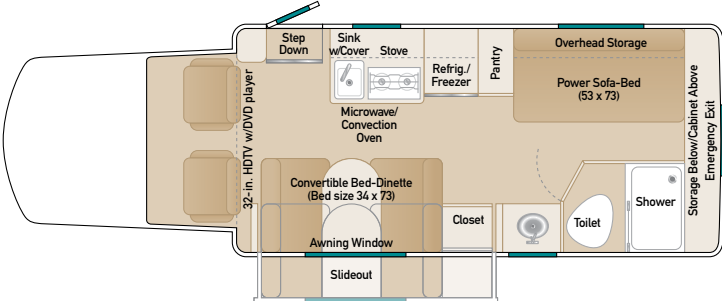 Step
Down
Sink
w/Cover
Stove
Refrig./
Freezer
Pantry
Overhead Storage
Power Sofa-Bed
(53 x 73)
Microwave/
Convection
Oven
32-in. HDTV w/DVD player
Storage Below/Cabinet Above
Emergency Exit
Convertible Bed-Dinette
(Bed size 34 x 73)
Closet
Toilet
Shower
Awning Window
Slideout